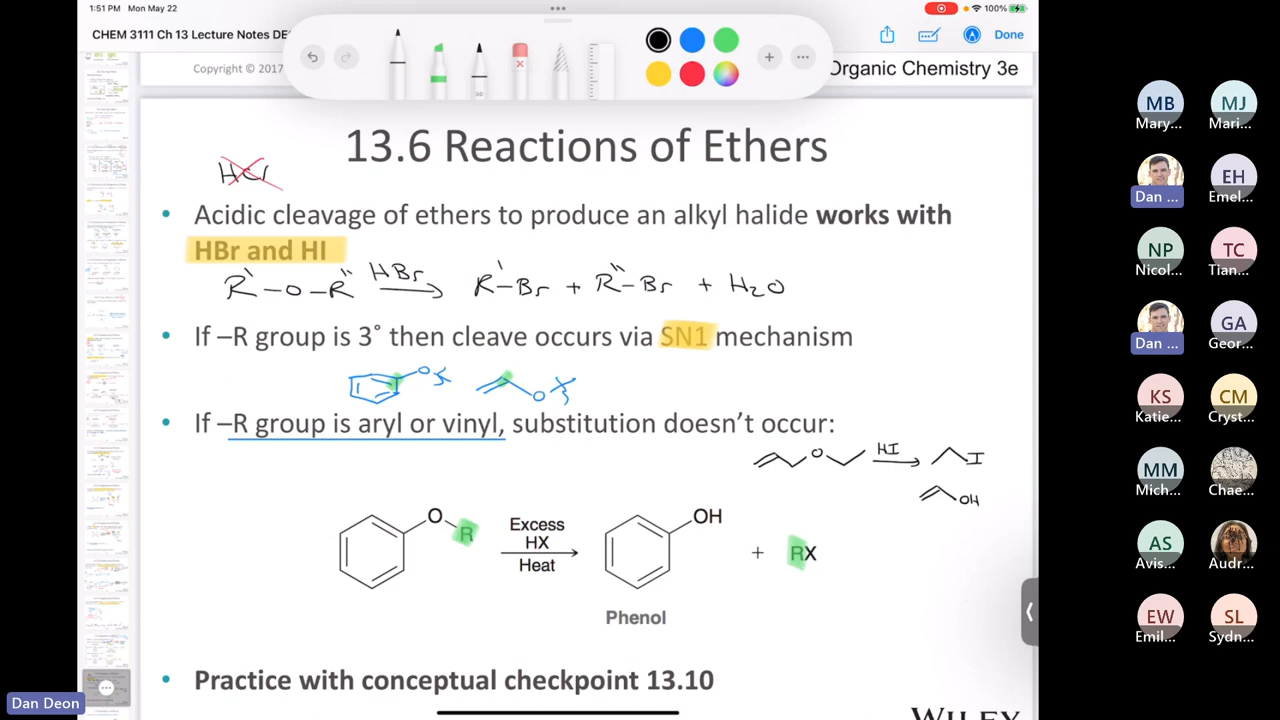 1:51 PM Mon May 22
100%
CHEM 3111 Ch 13 Lecture Notes DE
Done
Copyright © 201
Organic Chemistry 3e
13.6 Reactions of Ethers
HCl
• Acidic cleavage of ethers to produce an alkyl halide works with
HBr and HI
R'-O-R" HBr R'-Br + R"-Br + H2O
• If –R group is 3˚ then cleave occurs via SN1 mechanism
O
O
• If –R group is aryl or vinyl, substitution doesn't occur:
O HI I
OH
O R Excess HX Heat OH + RX
Phenol
• Practice with conceptual checkpoint 13.10
WILEY
MB MJ
Mary... Mari...
EH
Dan ... Emel...
NP TC
Nicol... Tian...
GA
Dan ... Geor...
KS CM
Katie... Cryst...
MM
Mich... Chae...
AS
Avis... Audr...
EW SL
Emil... Sydn...
Dan Deon